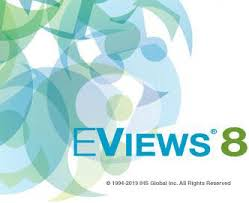 EVIEWS® 8
© 1994-2013 IHS Global Inc. All Rights Reserved